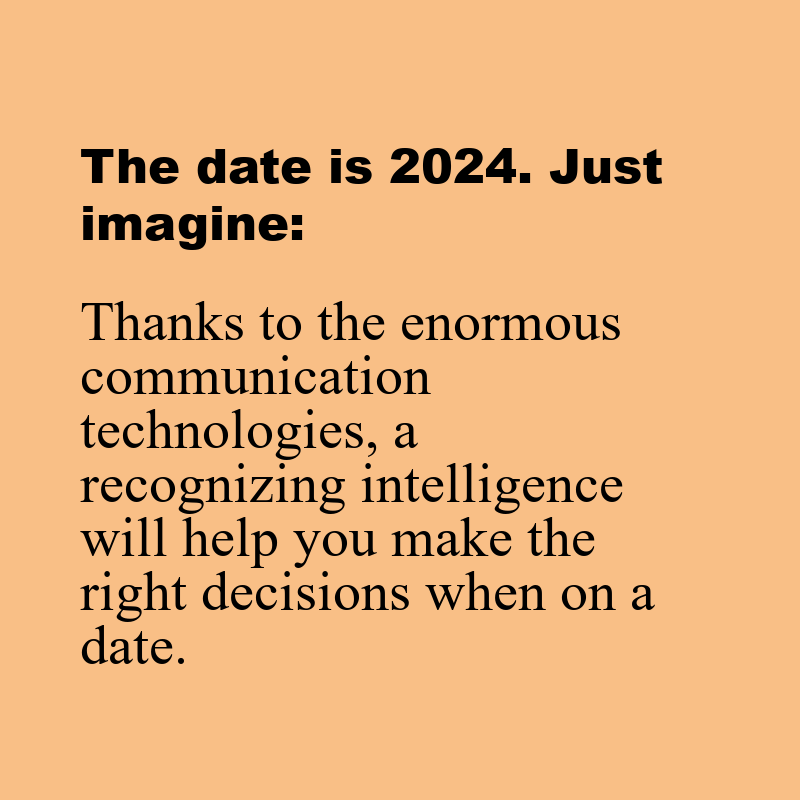 The date is 2024. Just
imagine:
Thanks to the enormous
communication
technologies, a
recognizing intelligence
will help you make the
right decisions when on a
date.